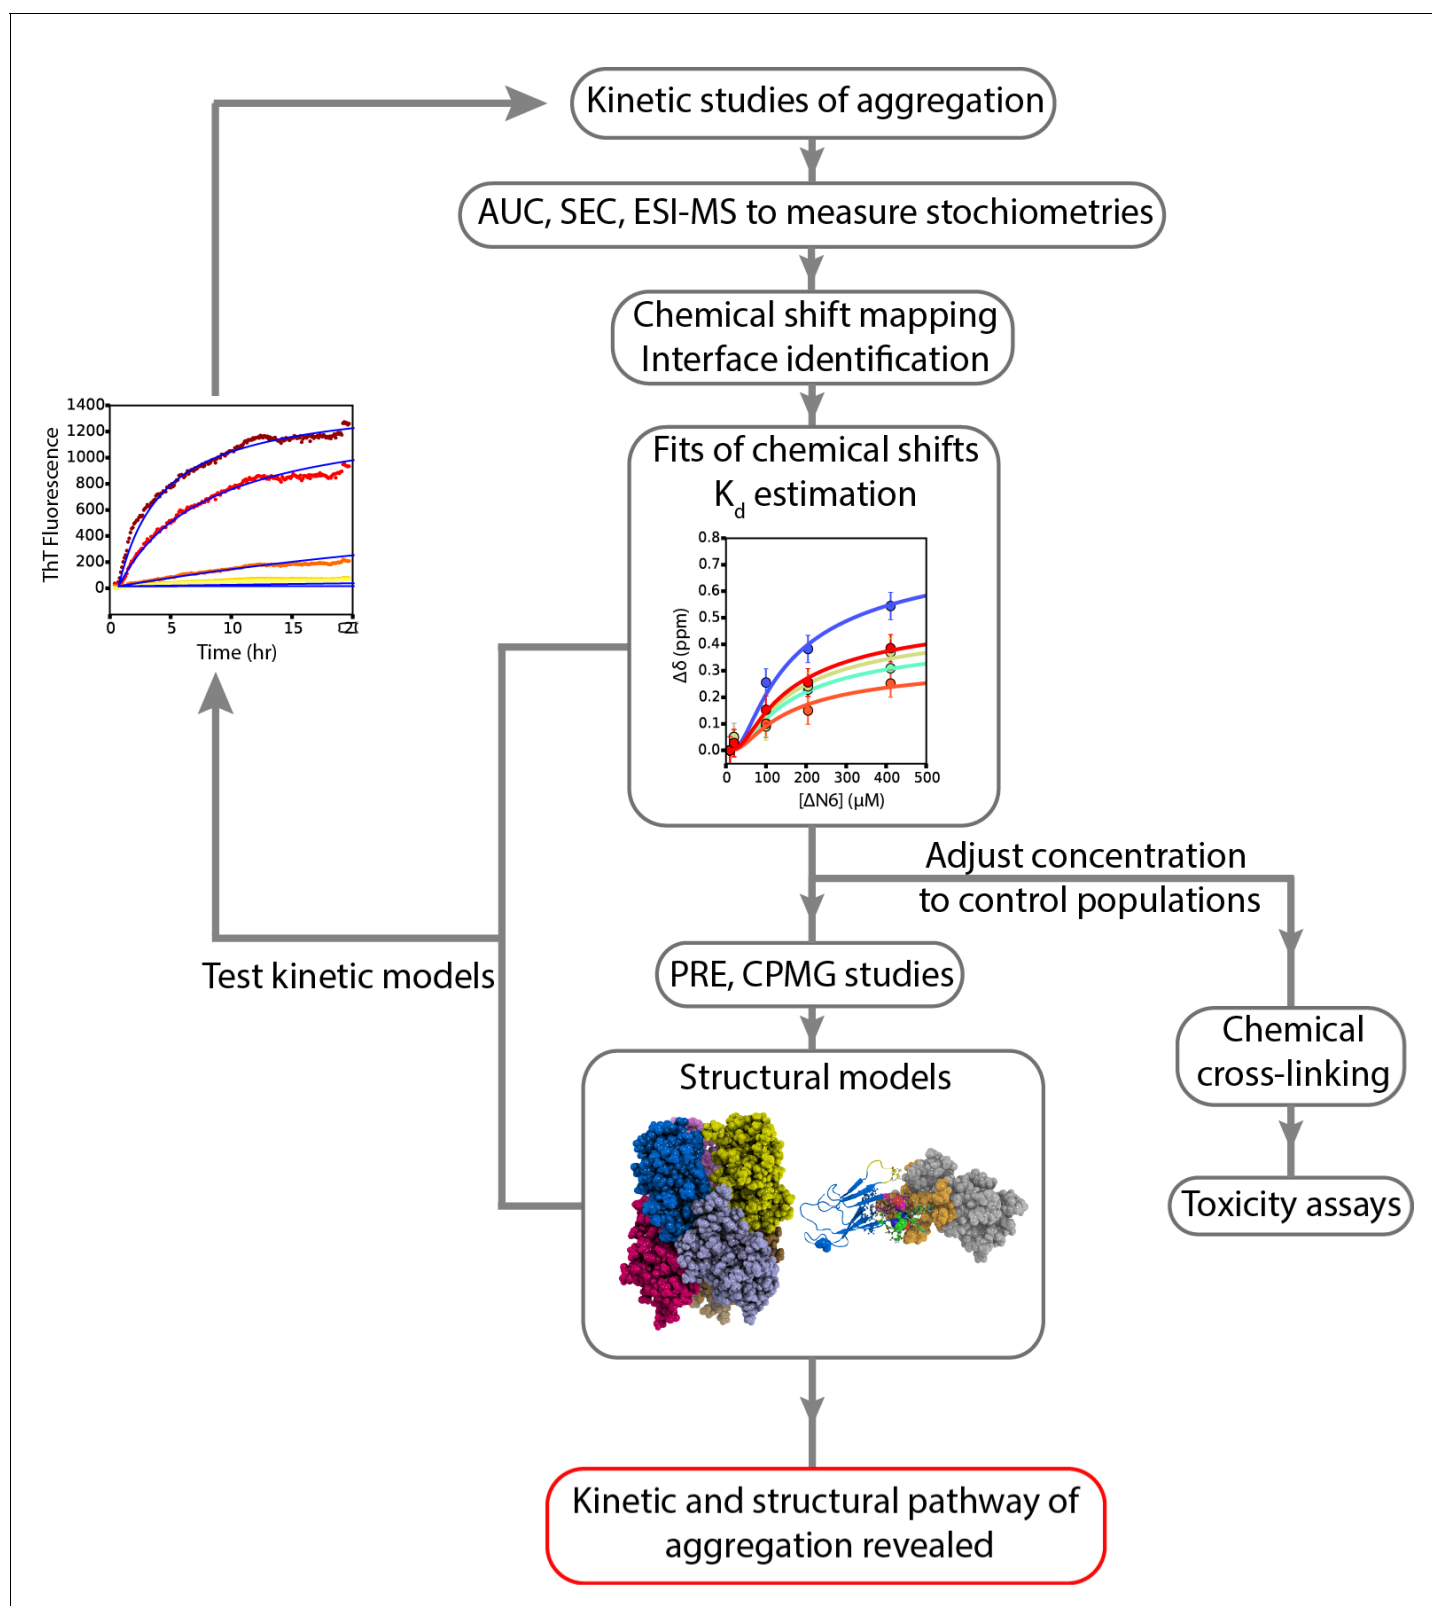 Kinetic studies of aggregation
AUC, SEC, ESI-MS to measure stochiometries
Chemical shift mapping
Interface identification
1400
1200
1000
800
600
400
200
0
ThT Fluorescence
0 5 10 15
Time (hr)
Fits of chemical shifts
Kd estimation
0.8
0.7
0.6
0.5
0.4
0.3
0.2
0.1
0.0
Δδ (ppm)
0 100 200 300 400 500
[ΔN6] (μM)
Adjust concentration
to control populations
Test kinetic models
PRE, CPMG studies
Chemical
cross-linking
Structural models
Toxicity assays
Kinetic and structural pathway of
aggregation revealed